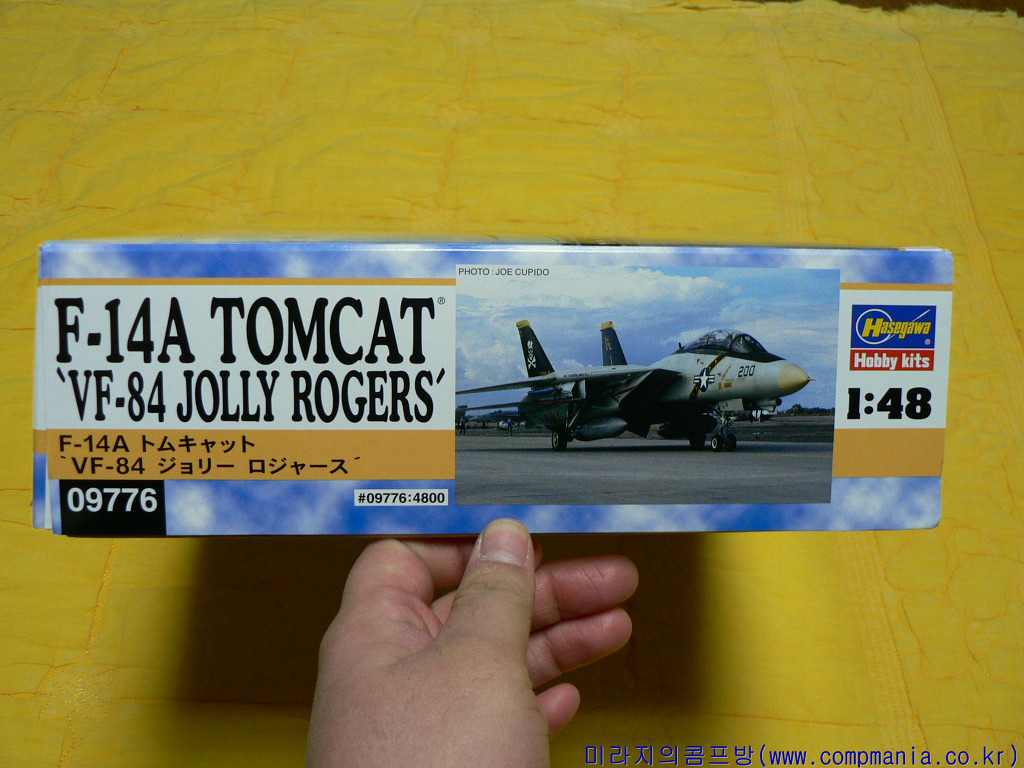 PHOTO : JOE CUPIDO
F-14A TOMCAT®
`VF-84 JOLLY ROGERS´
F-14A トムキャット
`VF-84 ジョリー ロジャース´
09776
#09776:4800
200
Hasegawa®
Hobby kits
1:48
미라지의콤프방(www.compmania.co.kr)